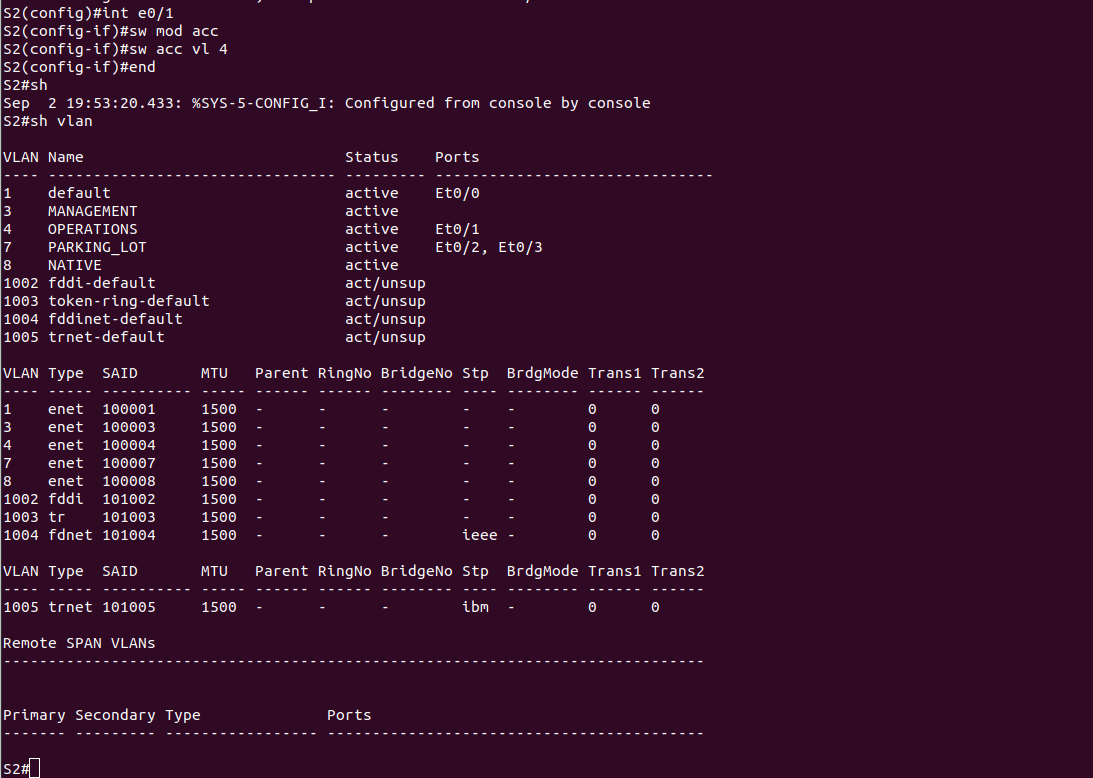 S2(config)#int e0/1
S2(config-if)#sw mod acc
S2(config-if)#sw acc vl 4
S2(config-if)#end
S2#sh
Sep  2 19:53:20.433: %SYS-5-CONFIG_I: Configured from console by console
S2#sh vlan

VLAN Name                             Status    Ports
---- -------------------------------- --------- -------------------------------
1    default                          active    Et0/0
3    MANAGEMENT                       active
4    OPERATIONS                       active    Et0/1
7    PARKING_LOT                      active    Et0/2, Et0/3
8    NATIVE                           active
1002 fddi-default                     act/unsup
1003 token-ring-default               act/unsup
1004 fddinet-default                  act/unsup
1005 trnet-default                    act/unsup

VLAN Type  SAID       MTU   Parent RingNo BridgeNo Stp  BrdgMode Trans1 Trans2
---- ----- ---------- ----- ------ ------ -------- ---- -------- ------ ------
1    enet  100001     1500  -      -      -        -    -        0      0
3    enet  100003     1500  -      -      -        -    -        0      0
4    enet  100004     1500  -      -      -        -    -        0      0
7    enet  100007     1500  -      -      -        -    -        0      0
8    enet  100008     1500  -      -      -        -    -        0      0
1002 fddi  101002     1500  -      -      -        -    -        0      0
1003 tr    101003     1500  -      -      -        -    -        0      0
1004 fdnet 101004     1500  -      -      -        ieee -        0      0

VLAN Type  SAID       MTU   Parent RingNo BridgeNo Stp  BrdgMode Trans1 Trans2
---- ----- ---------- ----- ------ ------ -------- ---- -------- ------ ------
1005 trnet 101005     1500  -      -      -        ibm  -        0      0

Remote SPAN VLANs
------------------------------------------------------------------------------

Primary Secondary Type              Ports
------- --------- ----------------- ------------------------------------------

S2#